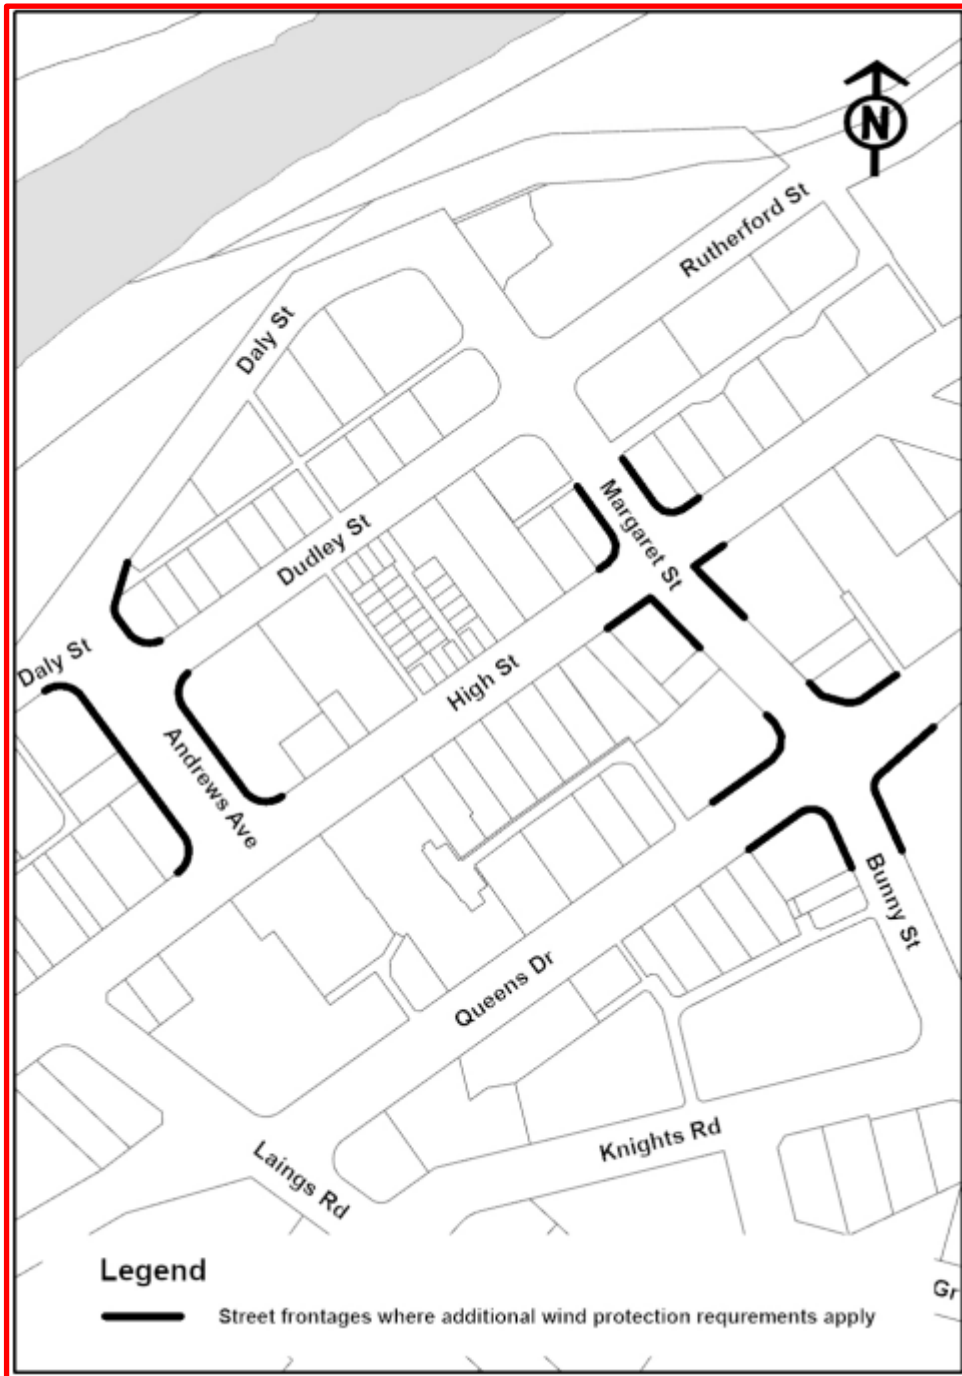 N
Rutherford St
Daly St
Margaret St
Dudley St
Daly St
High St
Andrews Ave
Bunny St
Queens Dr
Knights Rd
Laings Rd
Legend
Gr
Street frontages where additional wind protection requrements apply